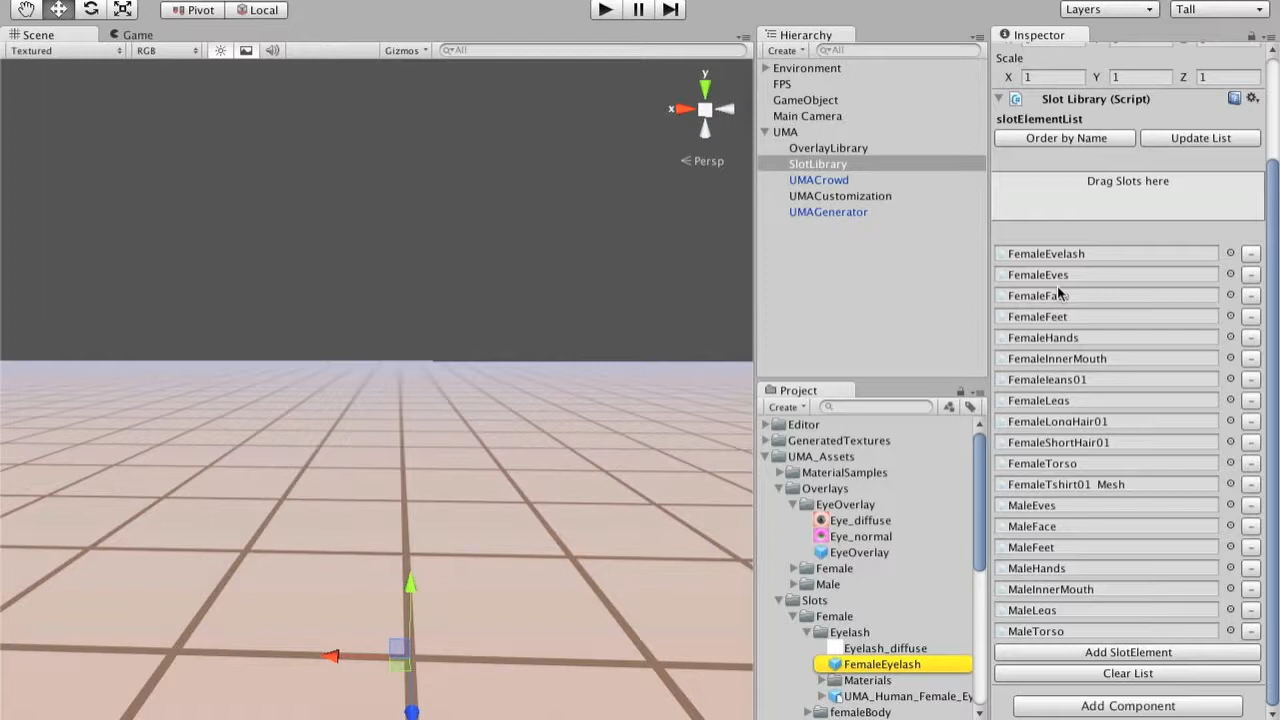 Pivot Local Layers Tall
Scene Game
Textured RGB Gizmos All
x y
Persp
Hierarchy
Create All
Environment
FPS
GameObject
Main Camera
UMA
OverlayLibrary
SlotLibrary
UMACrowd
UMACustomization
UMAGenerator
Project
Create
Editor
GeneratedTextures
UMA_Assets
MaterialSamples
Overlays
EyeOverlay
Eye_diffuse
Eye_normal
EyeOverlay
Female
Male
Slots
Female
Eyelash
Eyelash_diffuse
FemaleEyelash
Materials
UMA_Human_Female_Ey
femaleBody
Inspector
Scale
X 1 Y 1 Z 1
Slot Library (Script)
slotElementList
Order by Name Update List
Drag Slots here
FemaleEyelash
FemaleEyes
FemaleFace
FemaleFeet
FemaleHands
FemaleInnerMouth
FemaleJeans01
FemaleLegs
FemaleLongHair01
FemaleShortHair01
FemaleTorso
FemaleTshirt01_Mesh
MaleEyes
MaleFace
MaleFeet
MaleHands
MaleInnerMouth
MaleLegs
MaleTorso
Add SlotElement
Clear List
Add Component